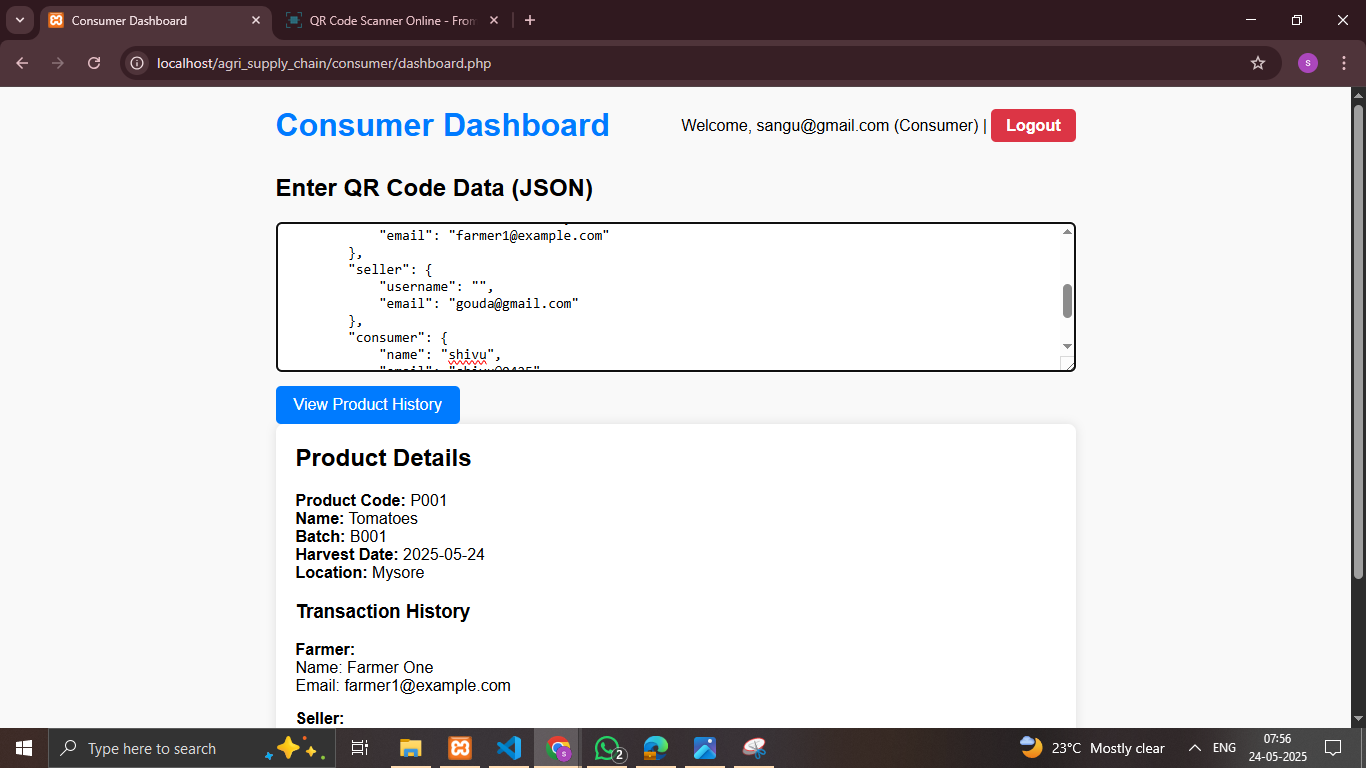 Consumer Dashboard
QR Code Scanner Online - Fron
localhost/agri_supply_chain/consumer/dashboard.php
s
Consumer Dashboard
Welcome, sangu@gmail.com (Consumer) | Logout
Enter QR Code Data (JSON)
"email": "farmer1@example.com"
},
"seller": {
"username": "",
"email": "gouda@gmail.com"
},
"consumer": {
"name": "shivu",
View Product History
Product Details
Product Code: P001
Name: Tomatoes
Batch: B001
Harvest Date: 2025-05-24
Location: Mysore
Transaction History
Farmer:
Name: Farmer One
Email: farmer1@example.com
Seller:
Type here to search
2
23°C Mostly clear
ENG
07:56
24-05-2025